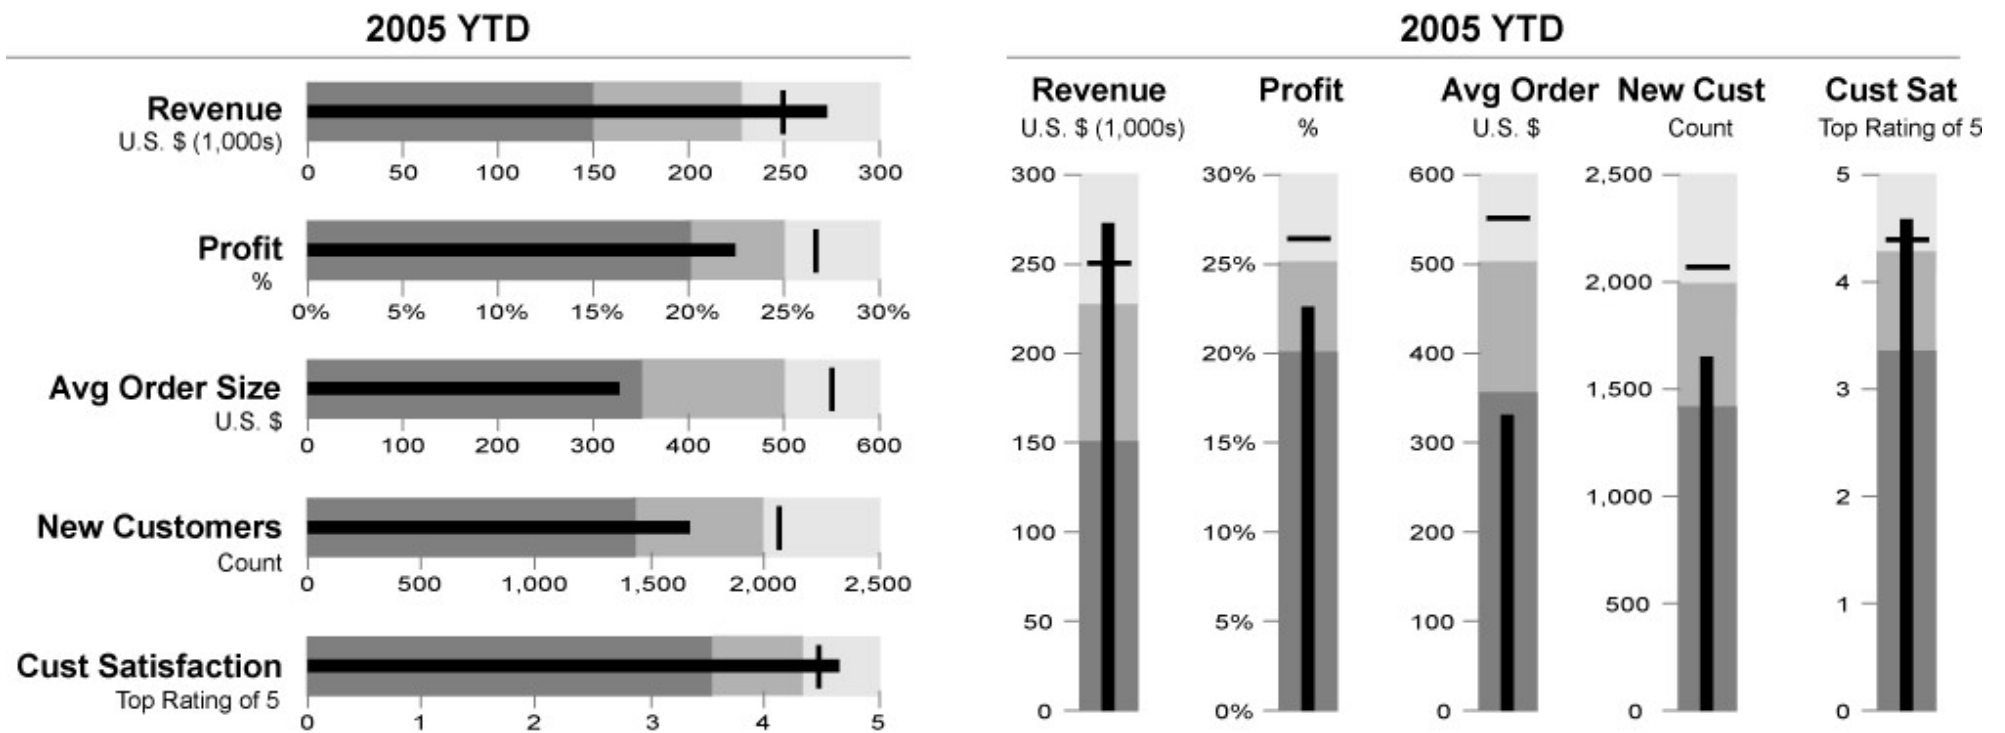 2005 YTD
Revenue
U.S. $ (1,000s)
0 50 100 150 200 250 300
Profit
%
0% 5% 10% 15% 20% 25% 30%
Avg Order Size
U.S. $
0 100 200 300 400 500 600
New Customers
Count
0 500 1,000 1,500 2,000 2,500
Cust Satisfaction
Top Rating of 5
0 1 2 3 4 5
2005 YTD
Revenue
U.S. $ (1,000s)
300
250
200
150
100
50
0
Profit
%
30%
25%
20%
15%
10%
5%
0%
Avg Order
U.S. $
600
500
400
300
200
100
0
New Cust
Count
2,500
2,000
1,500
1,000
500
0
Cust Sat
Top Rating of 5
5
4
3
2
1
0